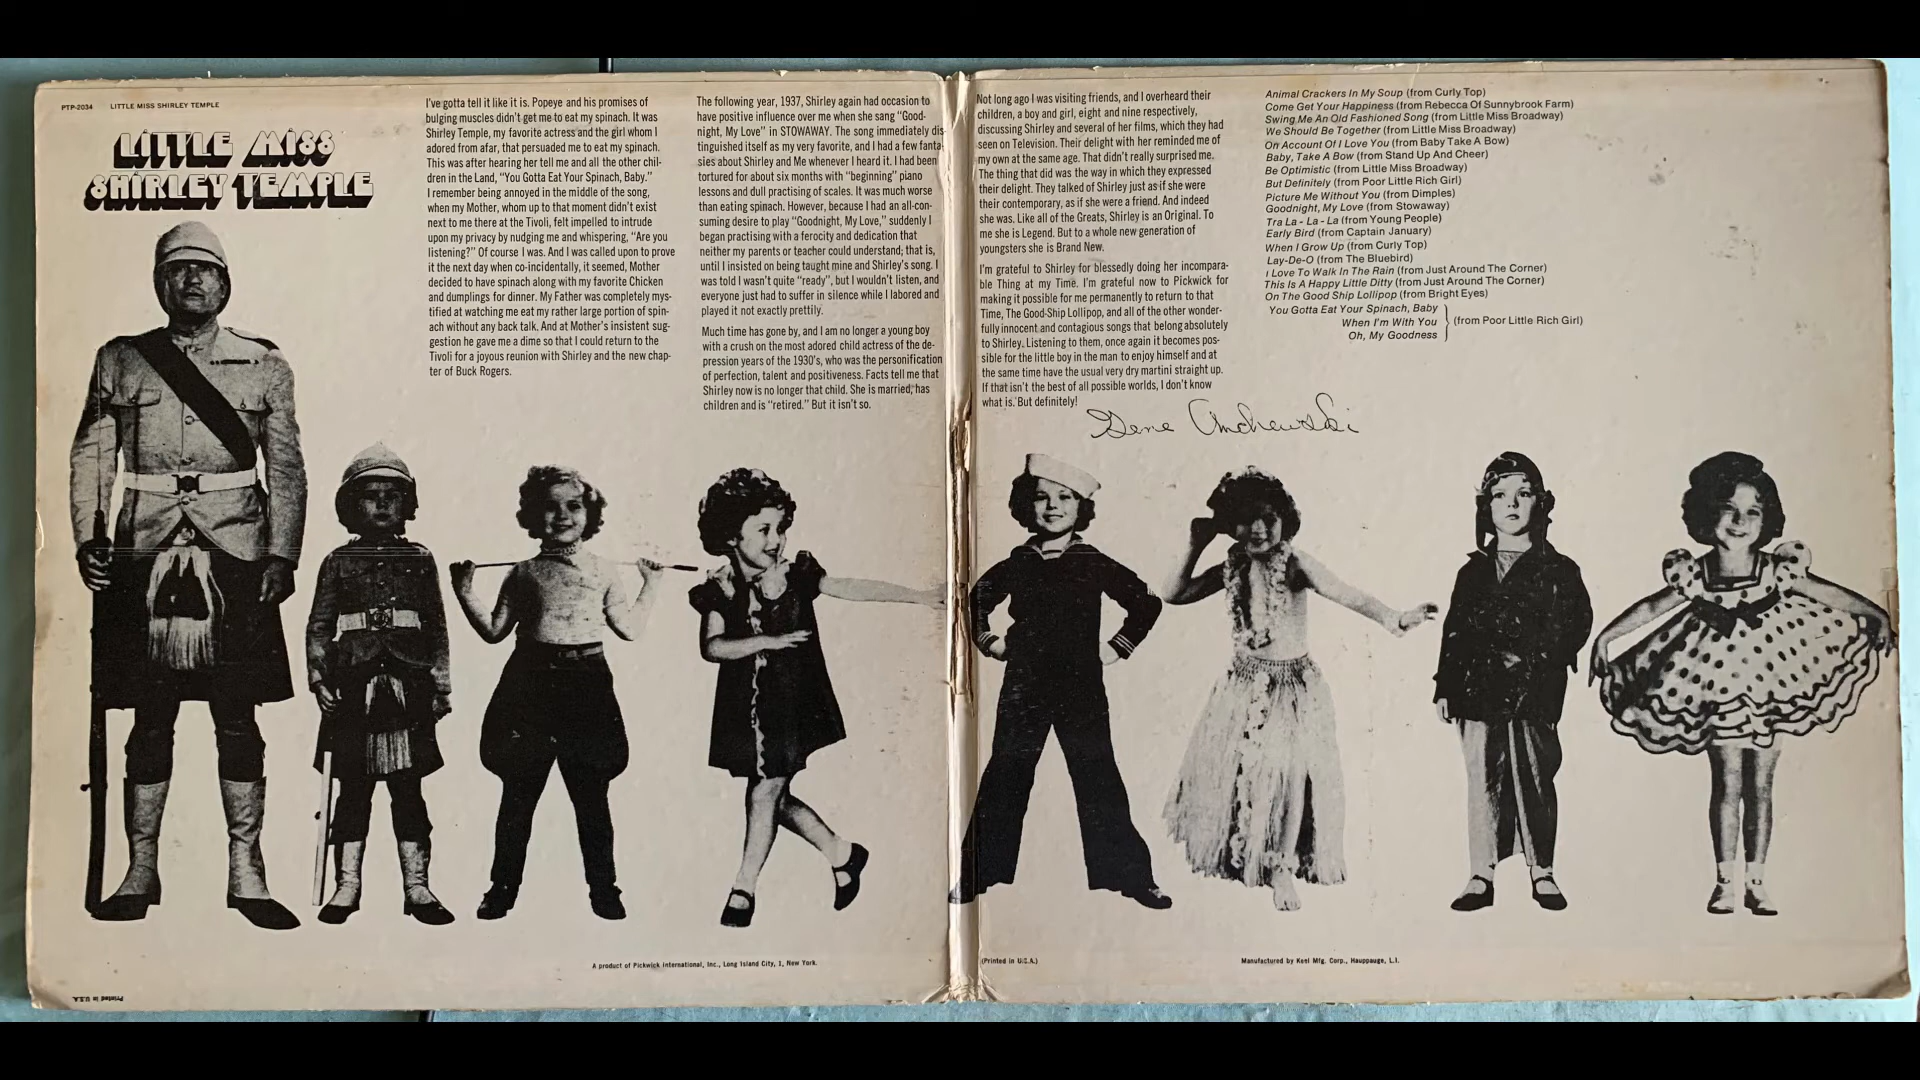 PTP-2034 LITTLE MISS SHIRLEY TEMPLE
LITTLE MISS
SHIRLEY TEMPLE
I've gotta tell it like it is. Popeye and his promises of
bulging muscles didn't get me to eat my spinach. It was
Shirley Temple, my favorite actress and the girl whom I
adored from afar, that persuaded me to eat my spinach.
This was after hearing her tell me and all the other chil-
dren in the Land, "You Gotta Eat Your Spinach, Baby."
I remember being annoyed in the middle of the song,
when my Mother, whom up to that moment didn't exist
next to me there at the Tivoli, felt impelled to intrude
upon my privacy by nudging me and whispering, "Are you
listening?" Of course I was. And I was called upon to prove
it the next day when co-incidentally, it seemed, Mother
decided to have spinach along with my favorite Chicken
and dumplings for dinner. My Father was completely mys-
tified at watching me eat my rather large portion of spin-
ach without any back talk. And at Mother's insistent sug-
gestion he gave me a dime so that I could return to the
Tivoli for a joyous reunion with Shirley and the new chap-
ter of Buck Rogers.
The following year, 1937, Shirley again had occasion to
have positive influence over me when she sang "Good-
night, My Love" in STOWAWAY. The song immediately dis-
tinguished itself as my very favorite, and I had a few fanta-
sies about Shirley and Me whenever I heard it. I had been
tortured for about six months with "beginning" piano
lessons and dull practising of scales. It was much worse
than eating spinach. However, because I had an all-con-
suming desire to play "Goodnight, My Love," suddenly I
began practising with a ferocity and dedication that
neither my parents or teacher could understand; that is,
until I insisted on being taught mine and Shirley's song. I
was told I wasn't quite "ready", but I wouldn't listen, and
everyone just had to suffer in silence while I labored and
played it not exactly prettily.
Much time has gone by, and I am no longer a young boy
with a crush on the most adored child actress of the de-
pression years of the 1930's, who was the personification
of perfection, talent and positiveness. Facts tell me that
Shirley now is no longer that child. She is married, has
children and is "retired." But it isn't so.
Not long ago I was visiting friends, and I overheard their
children, a boy and girl, eight and nine respectively,
discussing Shirley and several of her films, which they had
seen on Television. Their delight with her reminded me of
my own at the same age. That didn't really surprised me.
The thing that did was the way in which they expressed
their delight. They talked of Shirley just as if she were
their contemporary, as if she were a friend. And indeed
she was. Like all of the Greats, Shirley is an Original. To
me she is Legend. But to a whole new generation of
youngsters she is Brand New.
I'm grateful to Shirley for blessedly doing her incompara-
ble Thing at my Time. I'm grateful now to Pickwick for
making it possible for me permanently to return to that
Time, The Good-Ship Lollipop, and all of the other wonder-
fully innocent and contagious songs that belong absolutely
to Shirley. Listening to them, once again it becomes pos-
sible for the little boy in the man to enjoy himself and at
the same time have the usual very dry martini straight up.
If that isn't the best of all possible worlds, I don't know
what is. But definitely!
Gene Andrewski
Animal Crackers In My Soup (from Curly Top)
Come Get Your Happiness (from Rebecca Of Sunnybrook Farm)
Swing Me An Old Fashioned Song (from Little Miss Broadway)
We Should Be Together (from Little Miss Broadway)
On Account Of I Love You (from Baby Take A Bow)
Baby, Take A Bow (from Stand Up And Cheer)
Be Optimistic (from Little Miss Broadway)
But Definitely (from Poor Little Rich Girl)
Picture Me Without You (from Dimples)
Goodnight, My Love (from Stowaway)
Tra La - La - La (from Young People)
Early Bird (from Captain January)
When I Grow Up (from Curly Top)
Lay-De-O (from The Bluebird)
I Love To Walk In The Rain (from Just Around The Corner)
This Is A Happy Little Ditty (from Just Around The Corner)
On The Good Ship Lollipop (from Bright Eyes)
You Gotta Eat Your Spinach, Baby
When I'm With You (from Poor Little Rich Girl)
Oh, My Goodness
A product of Pickwick International, Inc., Long Island City, 1, New York.
(Printed in U.S.A.)
Manufactured by Keel Mfg. Corp., Hauppauge, L.I.
Printed in U.S.A.